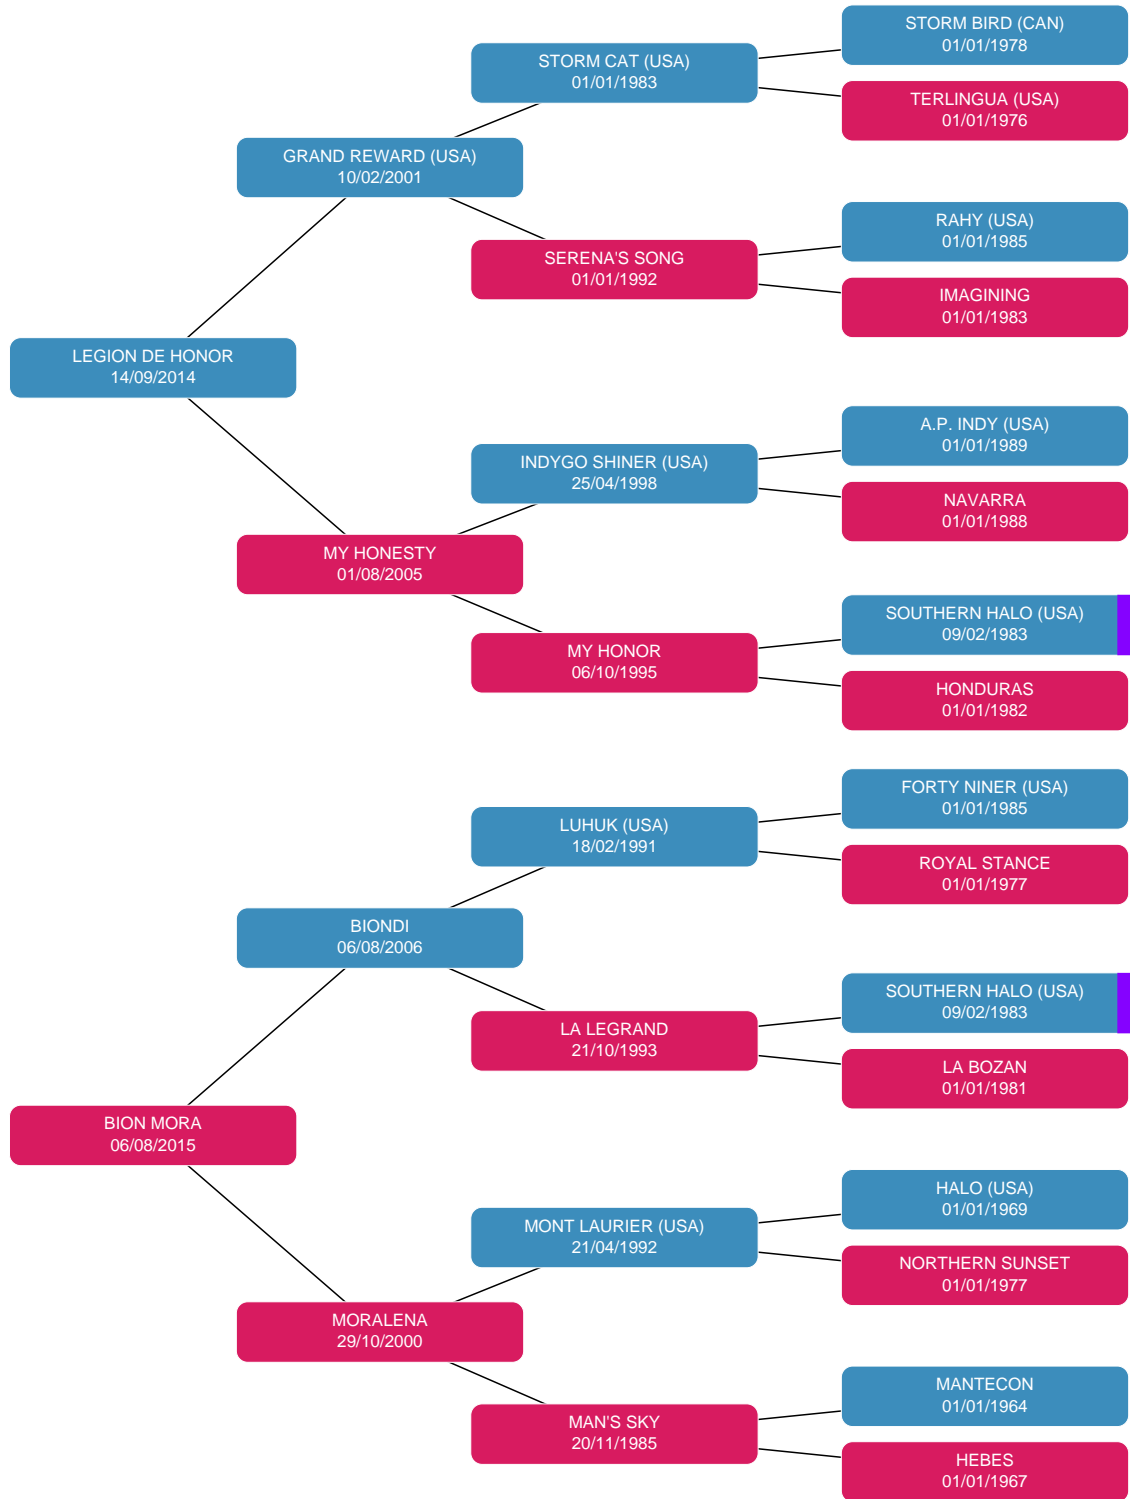 STORM BIRD (CAN)
01/01/1978
STORM CAT (USA)
01/01/1983
TERLINGUA (USA)
01/01/1976
GRAND REWARD (USA)
10/02/2001
RAHY (USA)
01/01/1985
SERENA'S SONG
01/01/1992
IMAGINING
01/01/1983
LEGION DE HONOR
14/09/2014
A.P. INDY (USA)
01/01/1989
INDYGO SHINER (USA)
25/04/1998
NAVARRA
01/01/1988
MY HONESTY
01/08/2005
SOUTHERN HALO (USA)
09/02/1983
MY HONOR
06/10/1995
HONDURAS
01/01/1982
FORTY NINER (USA)
01/01/1985
LUHUK (USA)
18/02/1991
ROYAL STANCE
01/01/1977
BIONDI
06/08/2006
SOUTHERN HALO (USA)
09/02/1983
LA LEGRAND
21/10/1993
LA BOZAN
01/01/1981
BION MORA
06/08/2015
HALO (USA)
01/01/1969
MONT LAURIER (USA)
21/04/1992
NORTHERN SUNSET
01/01/1977
MORALENA
29/10/2000
MANTECON
01/01/1964
MAN'S SKY
20/11/1985
HEBES
01/01/1967